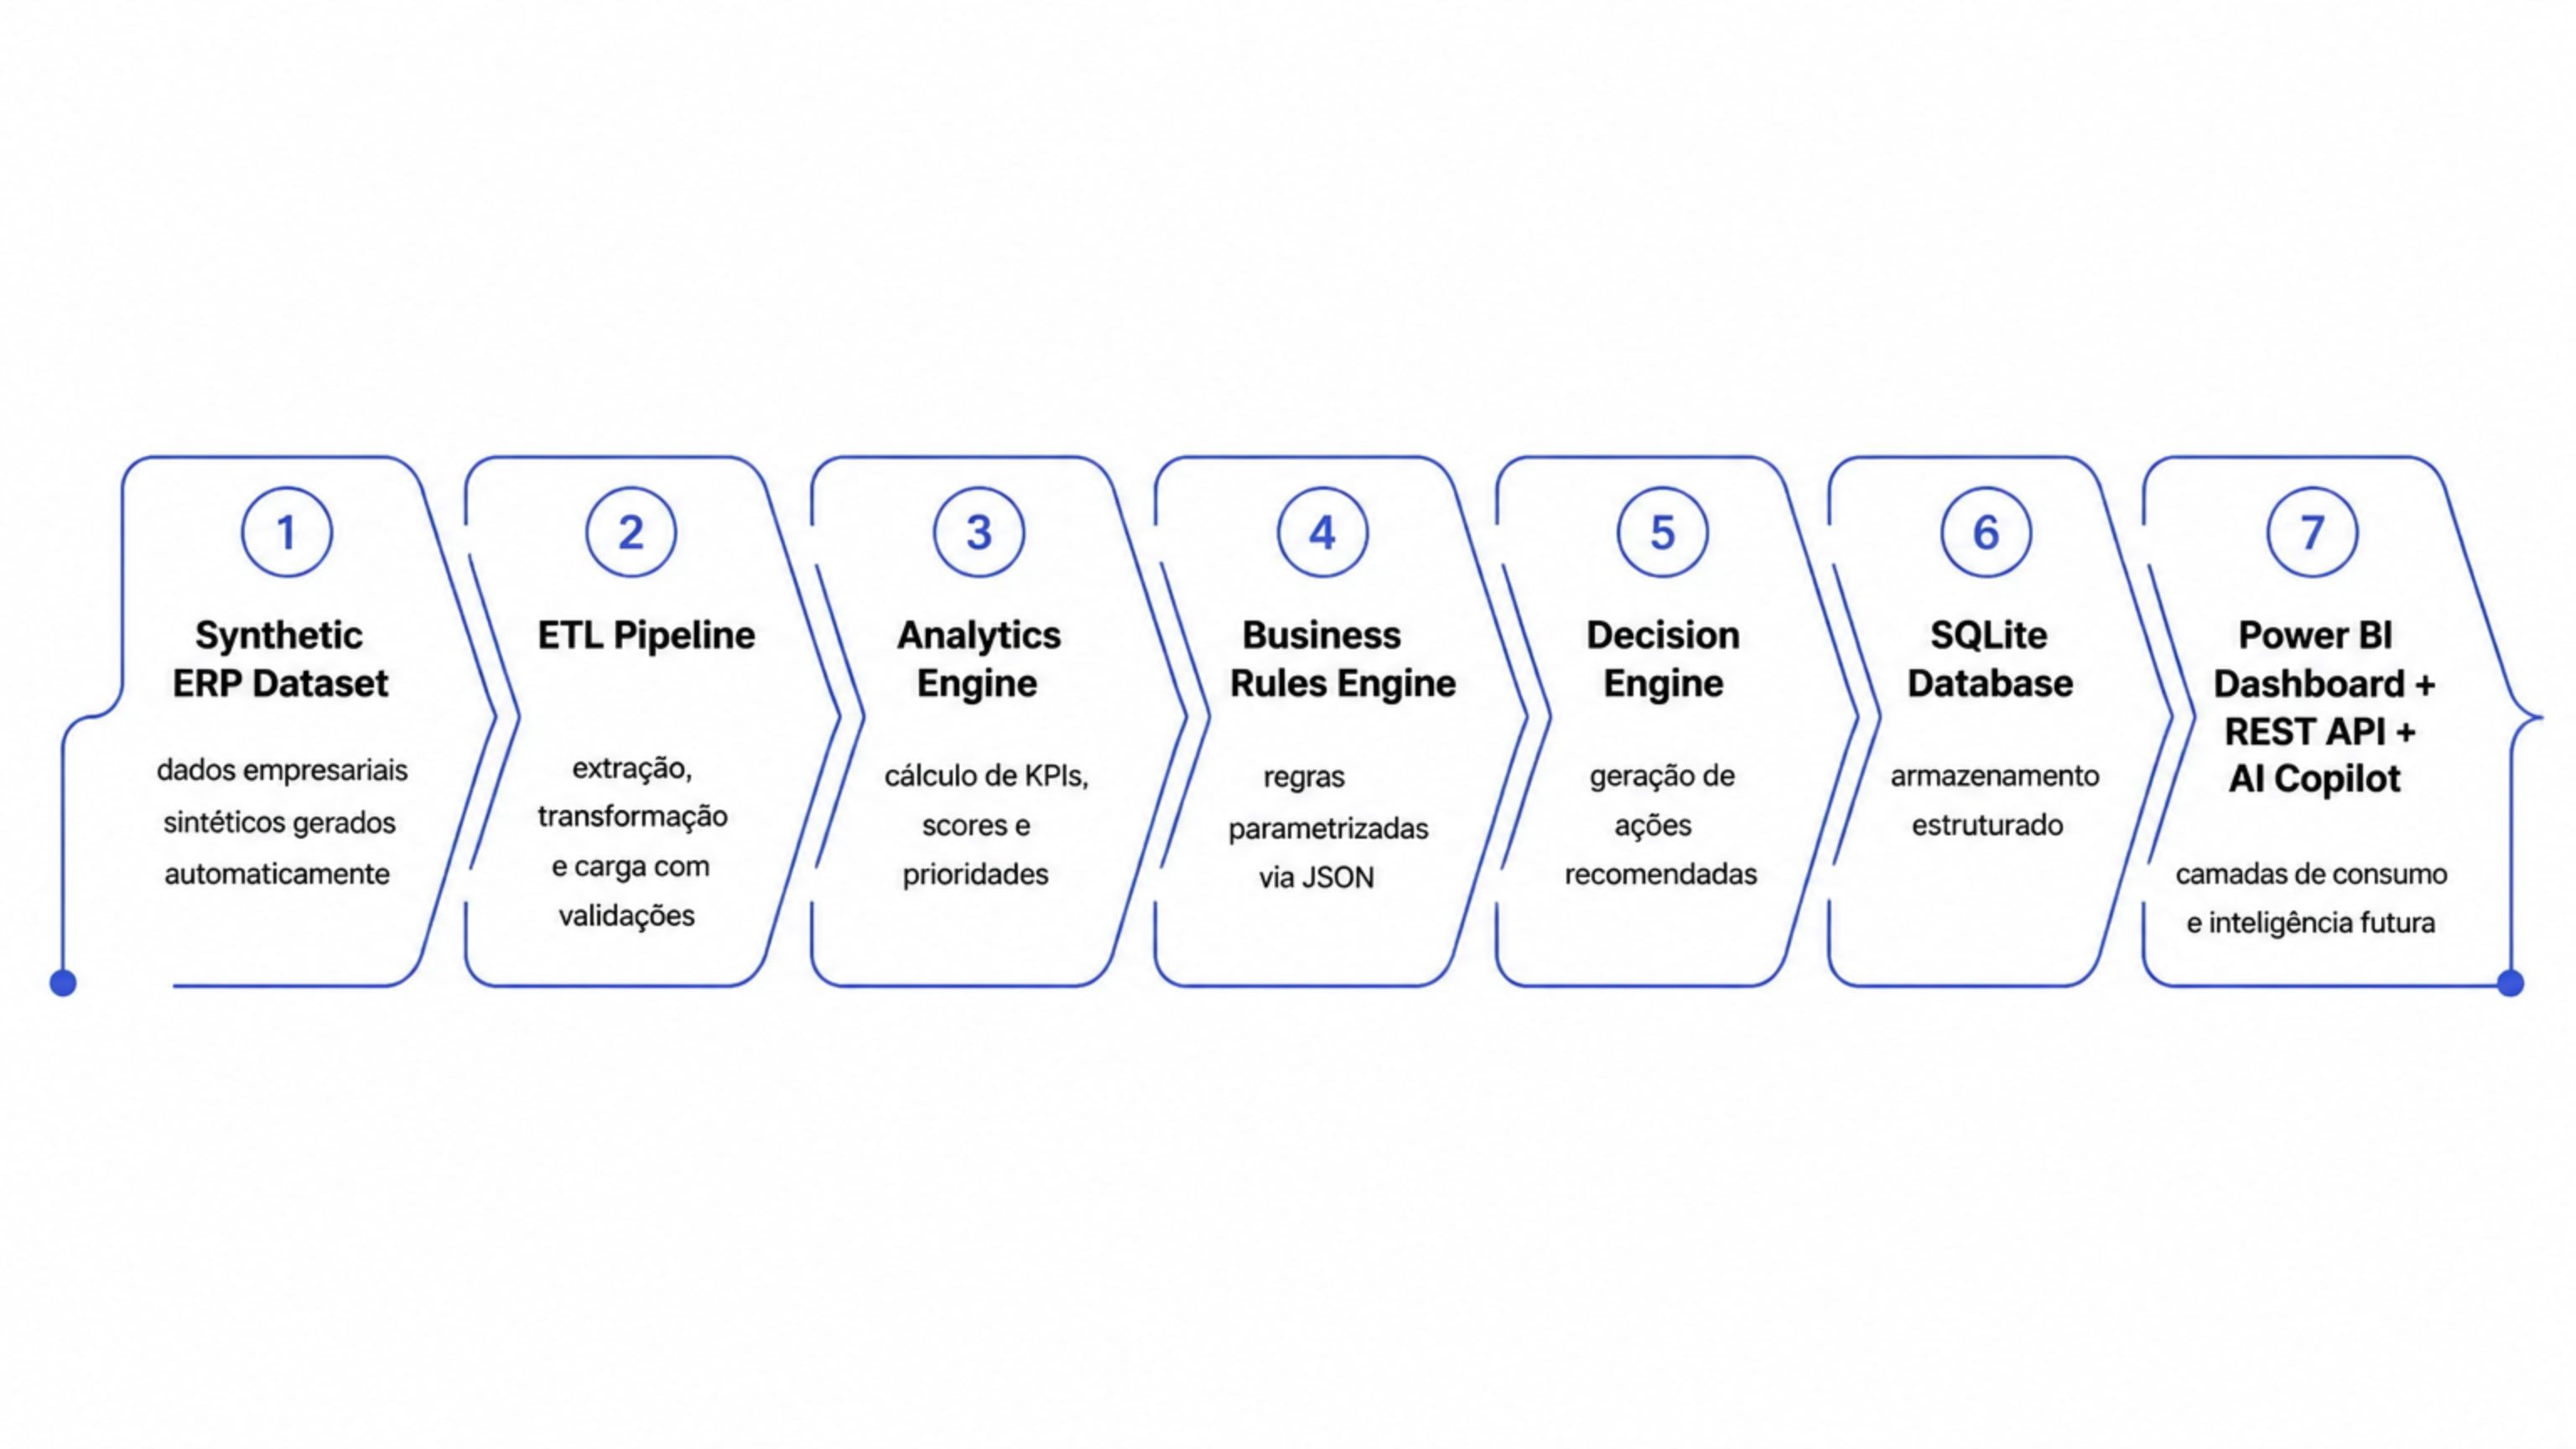 1
Synthetic
ERP Dataset
dados empresariais
sintéticos gerados
automaticamente
2
ETL Pipeline
extração,
transformação
e carga com
validações
3
Analytics
Engine
cálculo de KPIs,
scores e
prioridades
4
Business
Rules Engine
regras
parametrizadas
via JSON
5
Decision
Engine
geração de
ações
recomendadas
6
SQLite
Database
armazenamento
estruturado
7
Power BI
Dashboard +
REST API +
AI Copilot
camadas de consumo
e inteligência futura